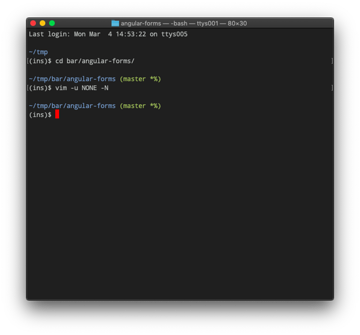 angular-forms — -bash — ttys001 — 80×30
Last login: Mon Mar  4 14:53:22 on ttys005
~/tmp
(ins)$ cd bar/angular-forms/
~/tmp/bar/angular-forms (master *%)
(ins)$ vim -u NONE -N
~/tmp/bar/angular-forms (master *%)
(ins)$